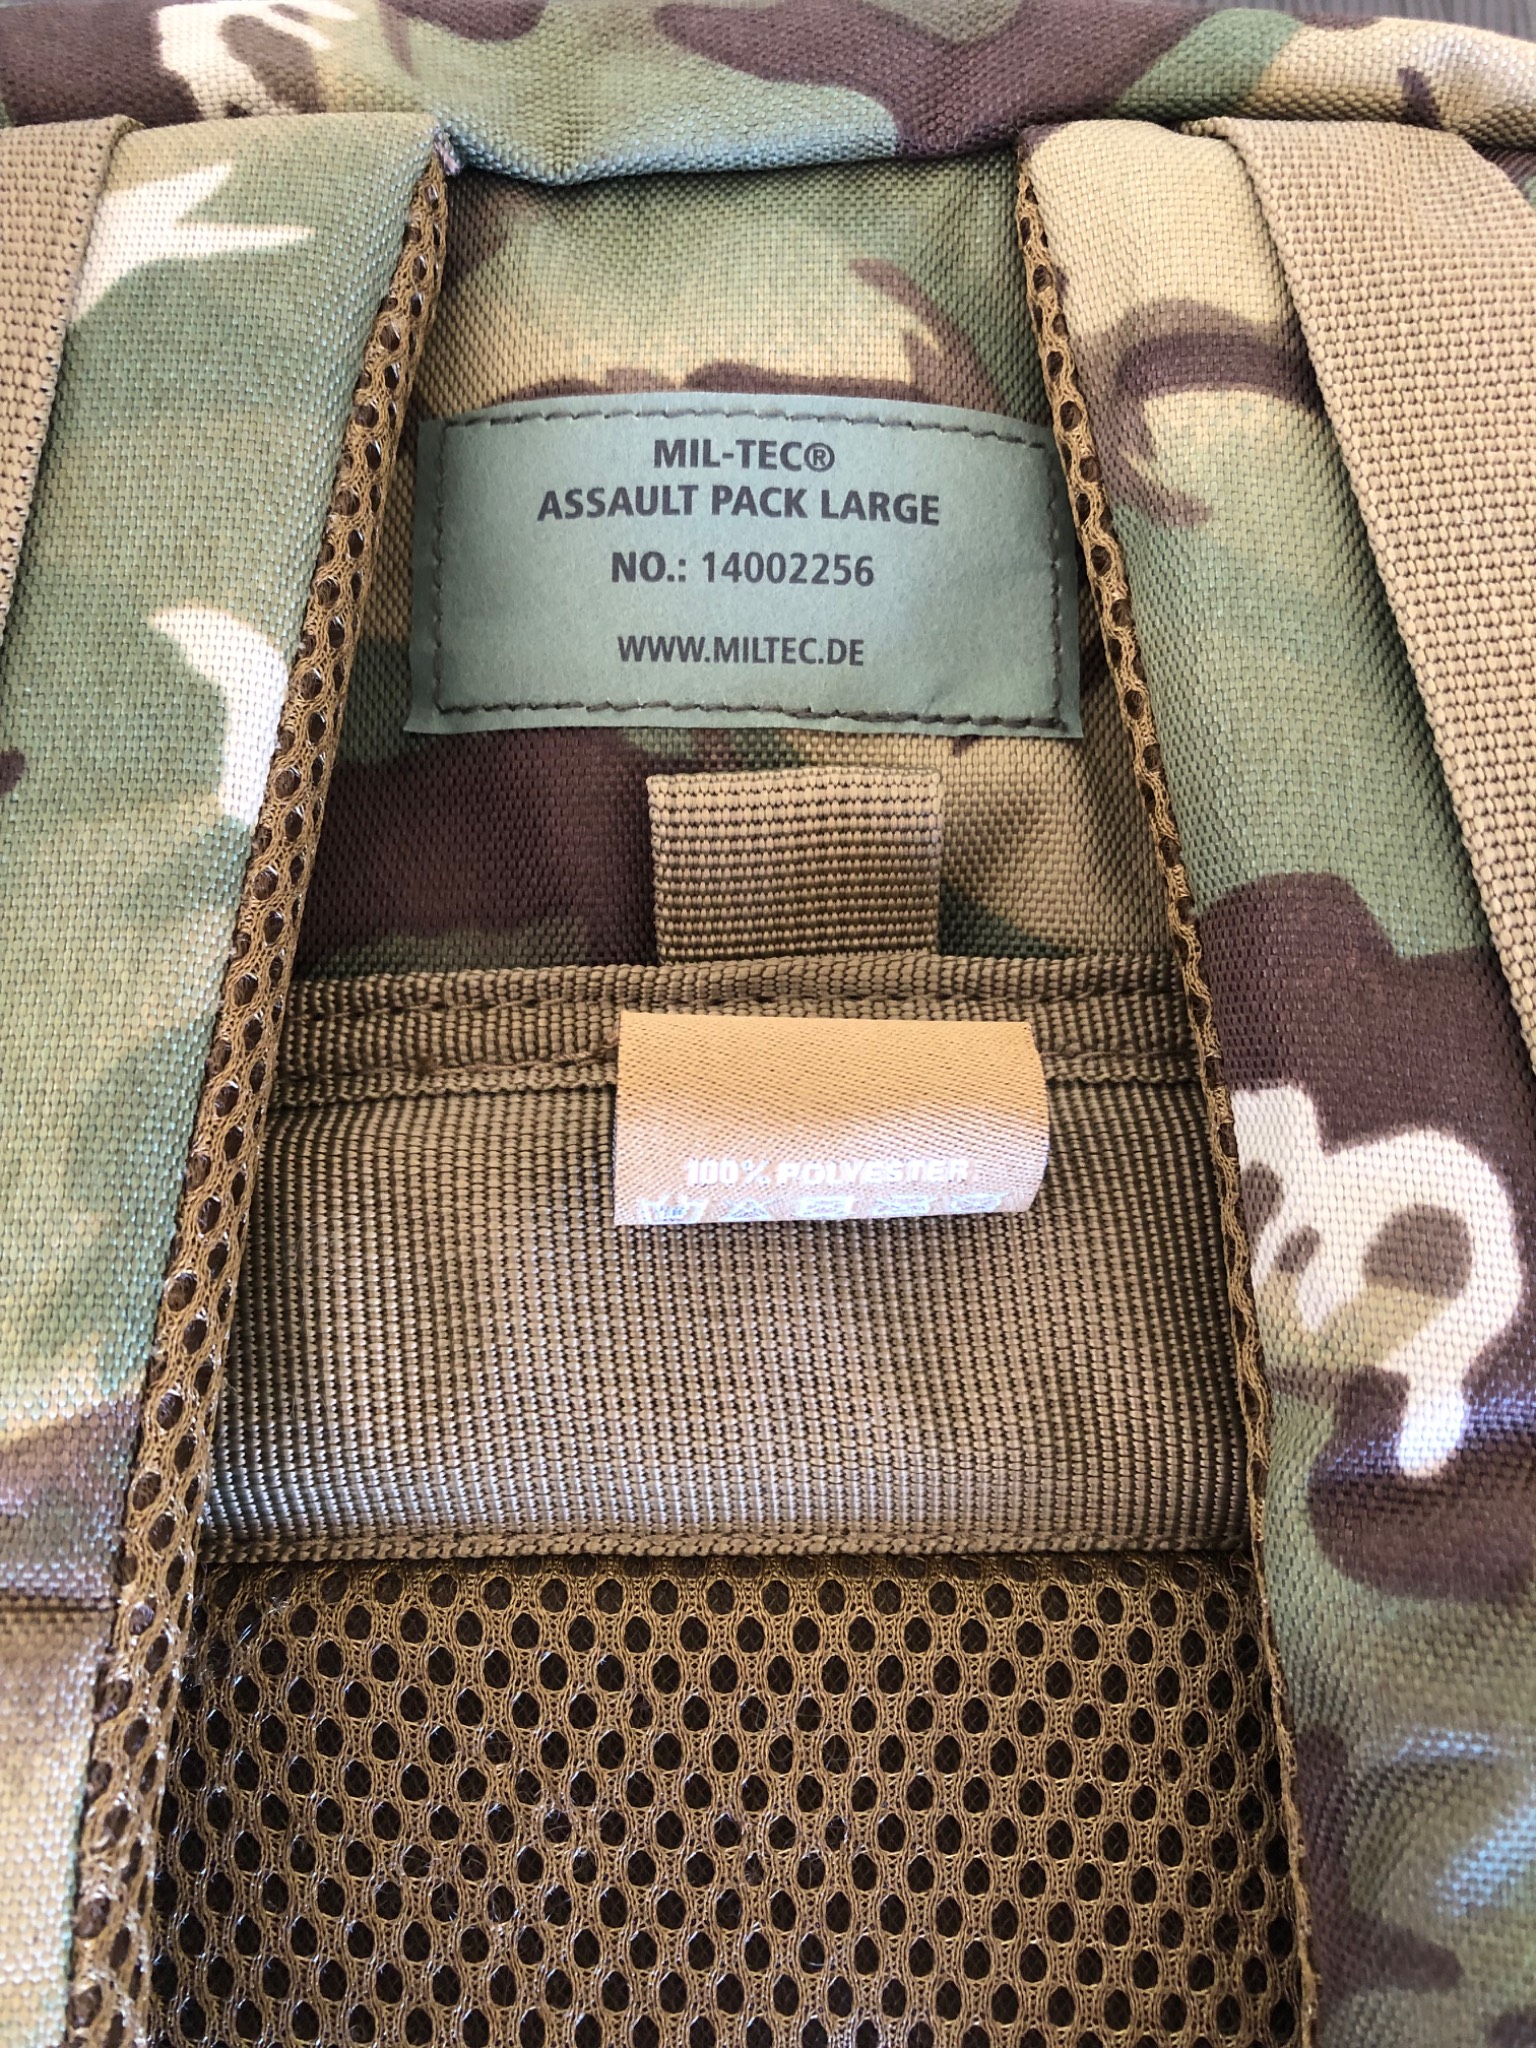 MIL-TEC®
ASSAULT PACK LARGE
NO.: 14002256
WWW.MILTEC.DE
100% POLYESTER